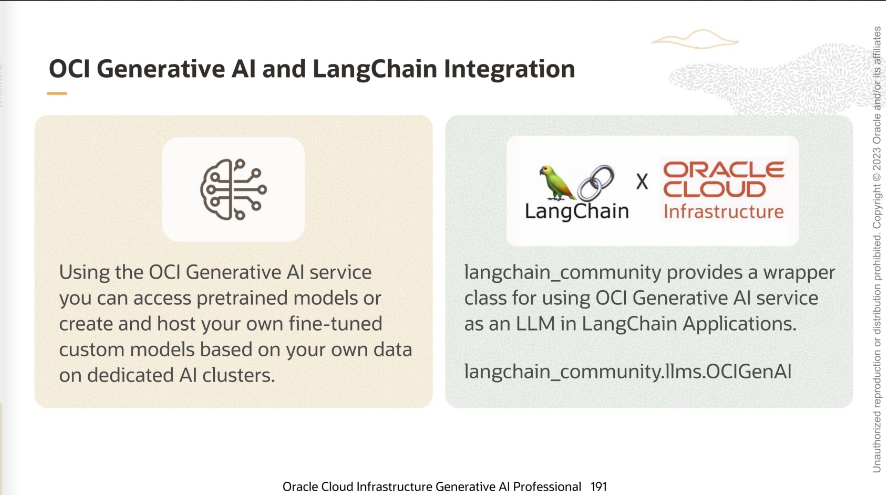 OCI Generative AI and LangChain Integration
Using the OCI Generative AI service
you can access pretrained models or
create and host your own fine-tuned
custom models based on your own data
on dedicated AI clusters.
LangChain X ORACLE
CLOUD
Infrastructure
langchain_community provides a wrapper
class for using OCI Generative AI service
as an LLM in LangChain Applications.
langchain_community.llms.OCIGenAI
Unauthorized reproduction or distribution prohibited. Copyright © 2023 Oracle and/or its affiliates
Oracle Cloud Infrastructure Generative AI Professional 191